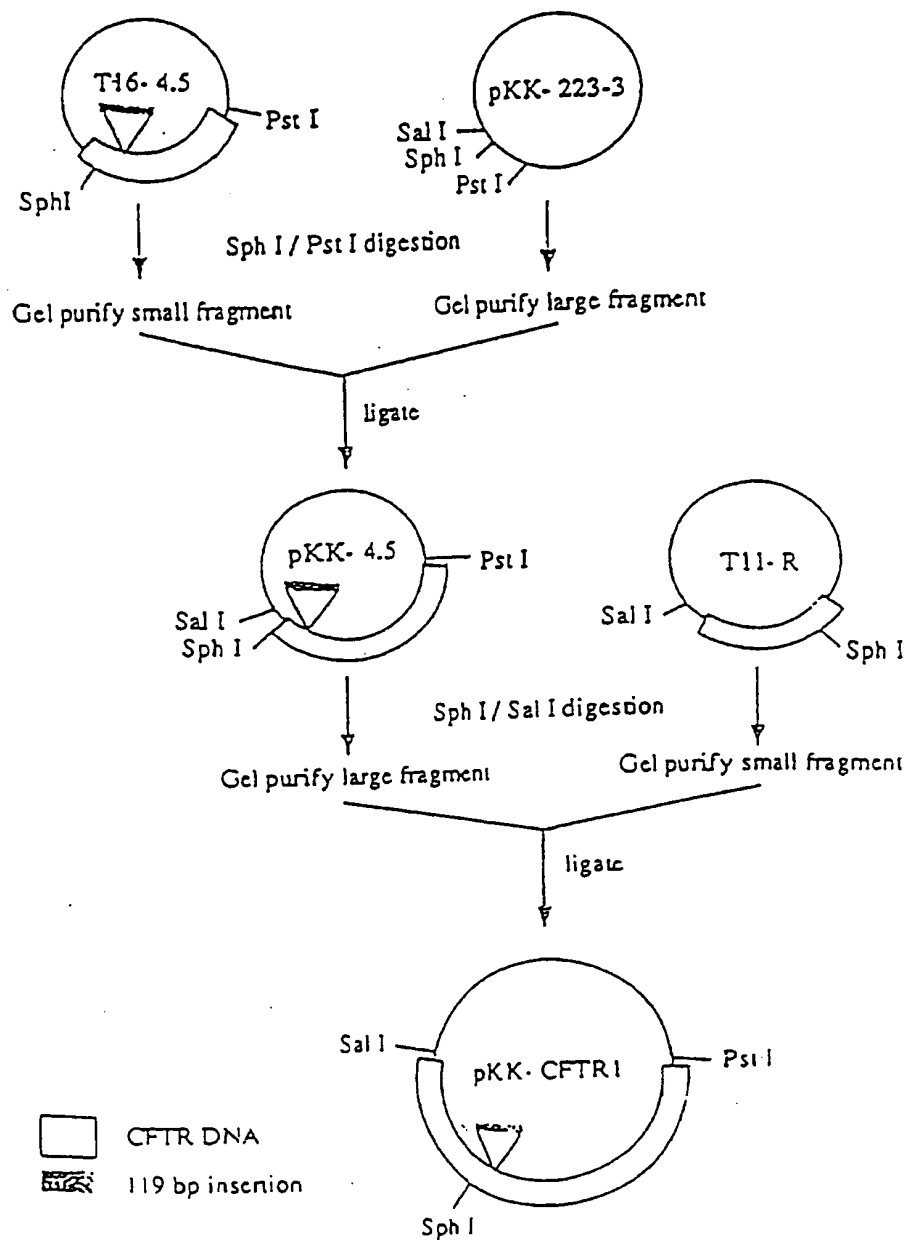 T16- 4.5
Pst I
SphI
pKK- 223-3
Sal I
Sph I
Pst I
Sph I / Pst I digestion
Gel purify small fragment
Gel purify large fragment
ligate
pKK- 4.5
Pst I
Sal I
Sph I
T11- R
Sal I
Sph I
Sph I / Sal I digestion
Gel purify large fragment
Gel purify small fragment
ligate
Sal I
pKK- CFTR1
Pst I
Sph I
CFTR DNA
119 bp insertion